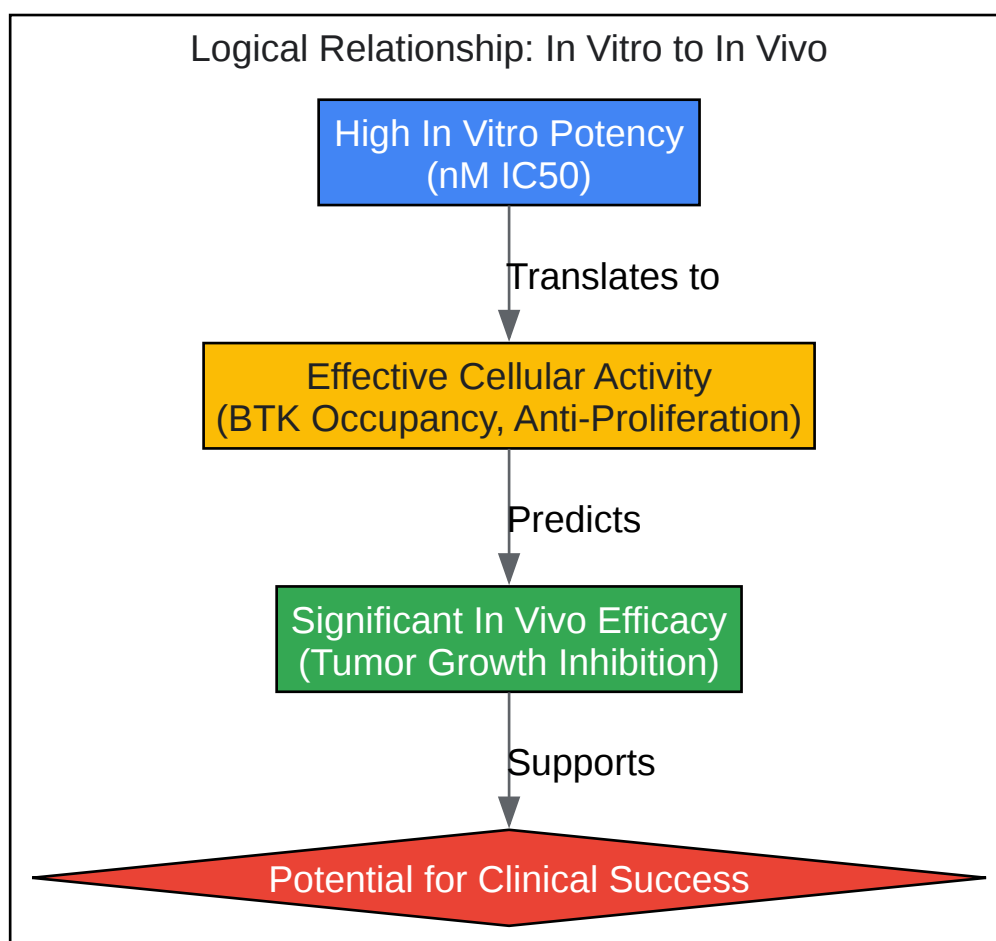 Logical Relationship: In Vitro to In Vivo
High In Vitro Potency
(nM IC50)
Translates to
Effective Cellular Activity
(BTK Occupancy, Anti-Proliferation)
Predicts
Significant In Vivo Efficacy
(Tumor Growth Inhibition)
Supports
Potential for Clinical Success